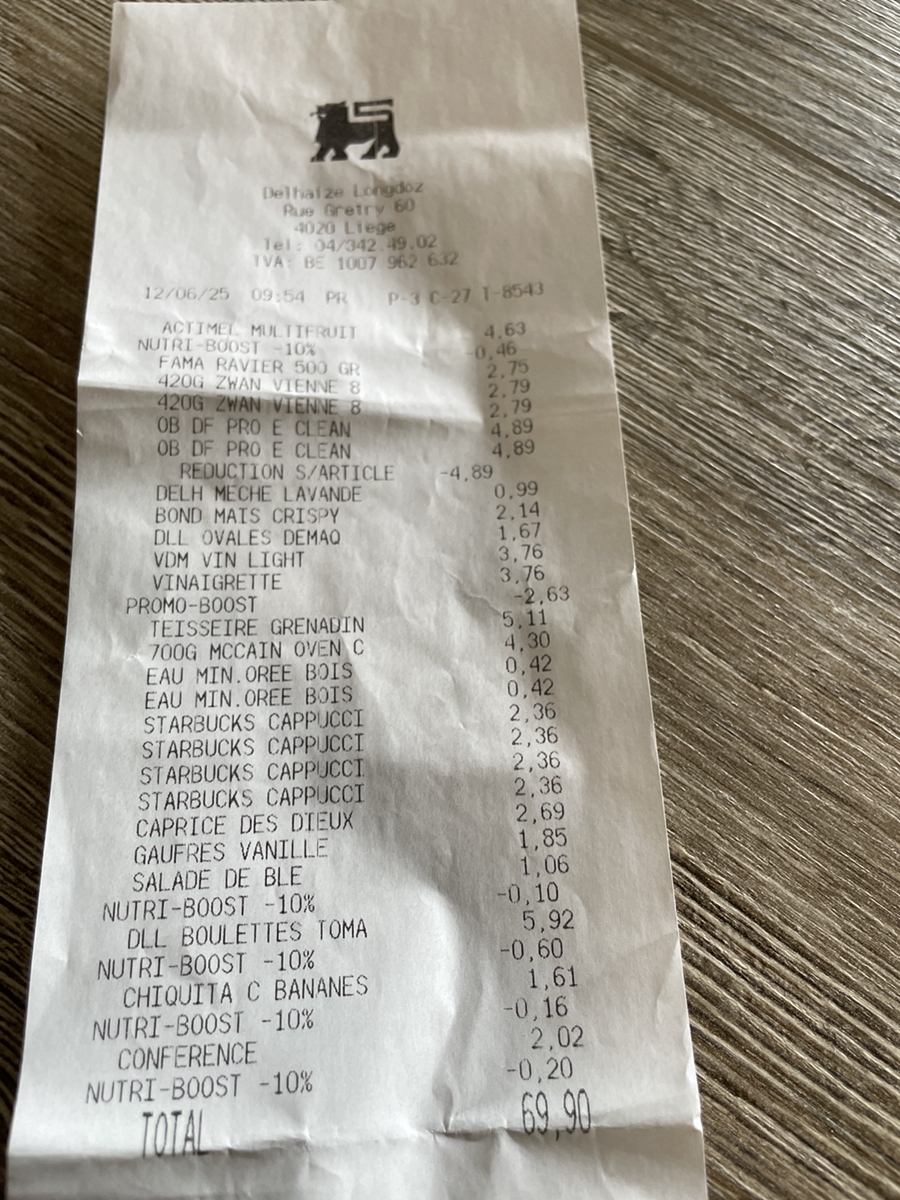 Delhaize Longdoz
Rue Gretry 60
4020 Liege
Tel: 04/342.49.02
TVA: BE 1007 962 632
12/06/25 09:54 PR P-3 C-27 T-8543
ACTIMEL MULTIFRUIT 4,63
NUTRI-BOOST -10% -0,46
FAMA RAVIER 500 GR 2,75
420G ZWAN VIENNE 8 2,79
420G ZWAN VIENNE 8 2,79
OB DF PRO E CLEAN 4,89
OB DF PRO E CLEAN 4,89
REDUCTION S/ARTICLE -4,89
DELH MECHE LAVANDE 0,99
BOND MAIS CRISPY 2,14
DLL OVALES DEMAQ 1,67
VDM VIN LIGHT 3,76
VINAIGRETTE 3,76
PROMO-BOOST -2,63
TEISSEIRE GRENADIN 5,11
700G MCCAIN OVEN C 4,30
EAU MIN.OREE BOIS 0,42
EAU MIN.OREE BOIS 0,42
STARBUCKS CAPPUCCI 2,36
STARBUCKS CAPPUCCI 2,36
STARBUCKS CAPPUCCI 2,36
STARBUCKS CAPPUCCI 2,36
CAPRICE DES DIEUX 2,69
GAUFRES VANILLE 1,85
SALADE DE BLE 1,06
NUTRI-BOOST -10% -0,10
DLL BOULETTES TOMA 5,92
NUTRI-BOOST -10% -0,60
CHIQUITA C BANANES 1,61
NUTRI-BOOST -10% -0,16
CONFERENCE 2,02
NUTRI-BOOST -10% -0,20
TOTAL 69,90